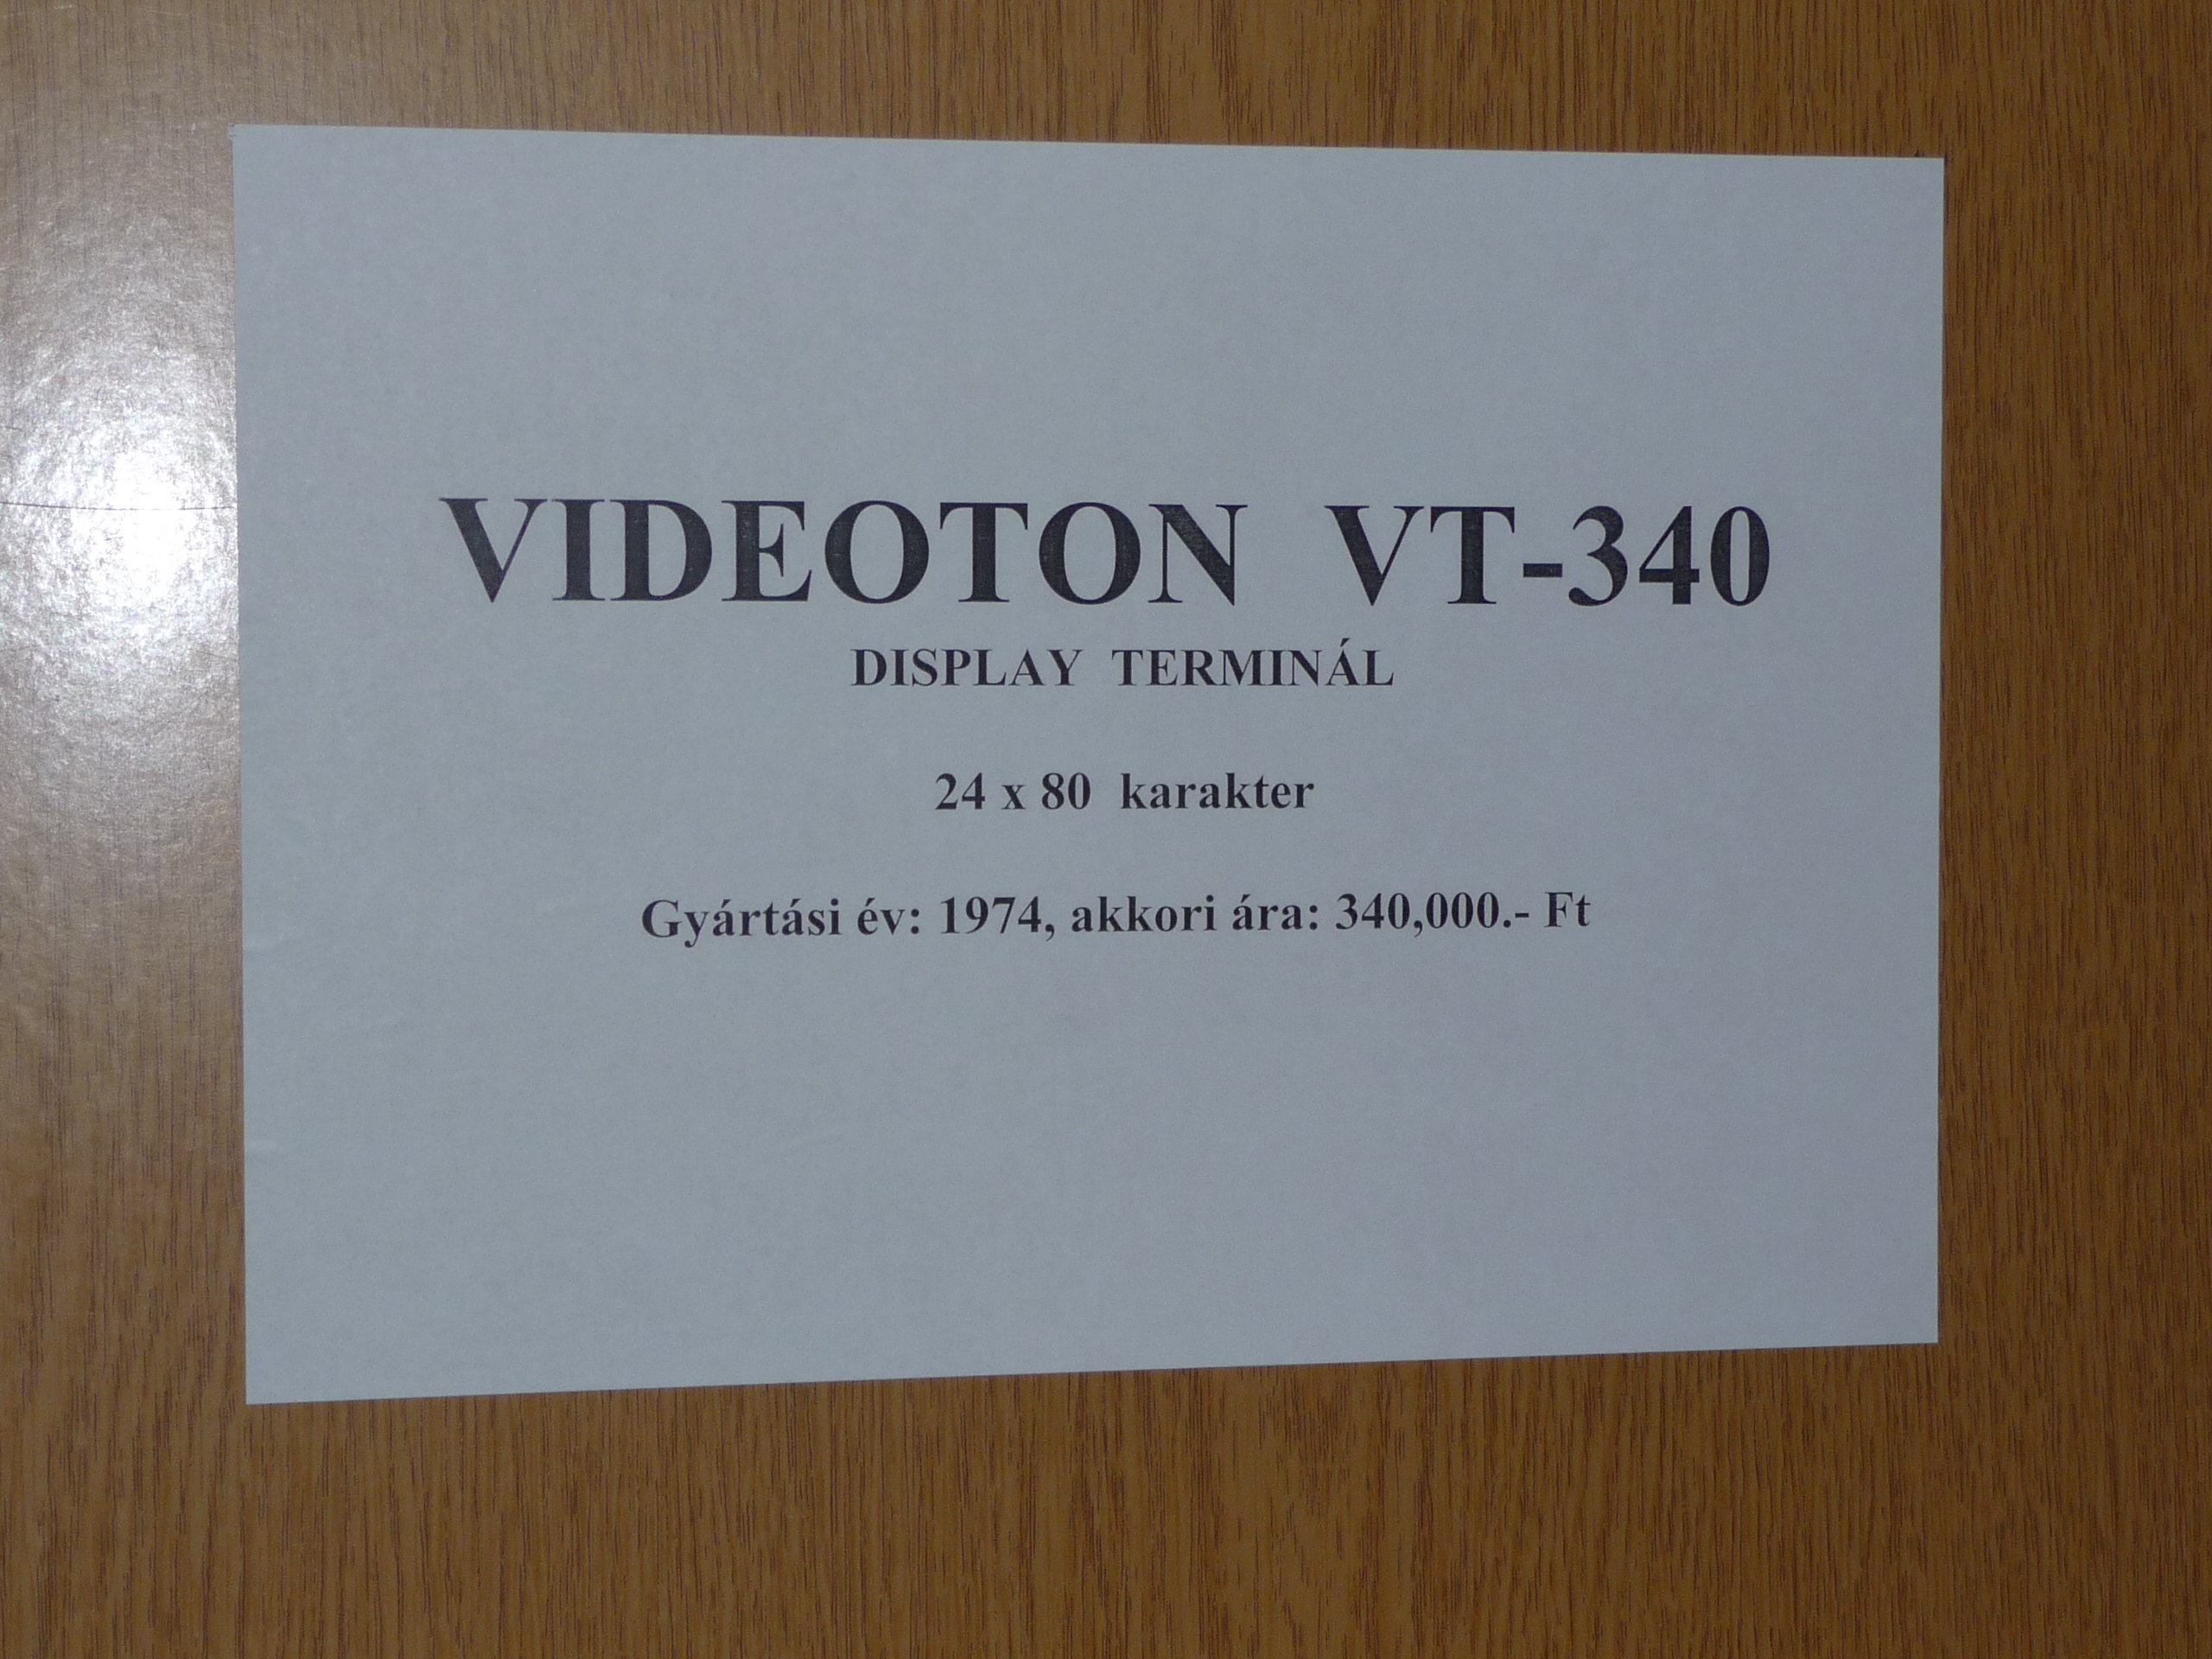 VIDEOTON VT-340
DISPLAY TERMINÁL
24 x 80 karakter
Gyártási év: 1974, akkori ára: 340,000.- Ft